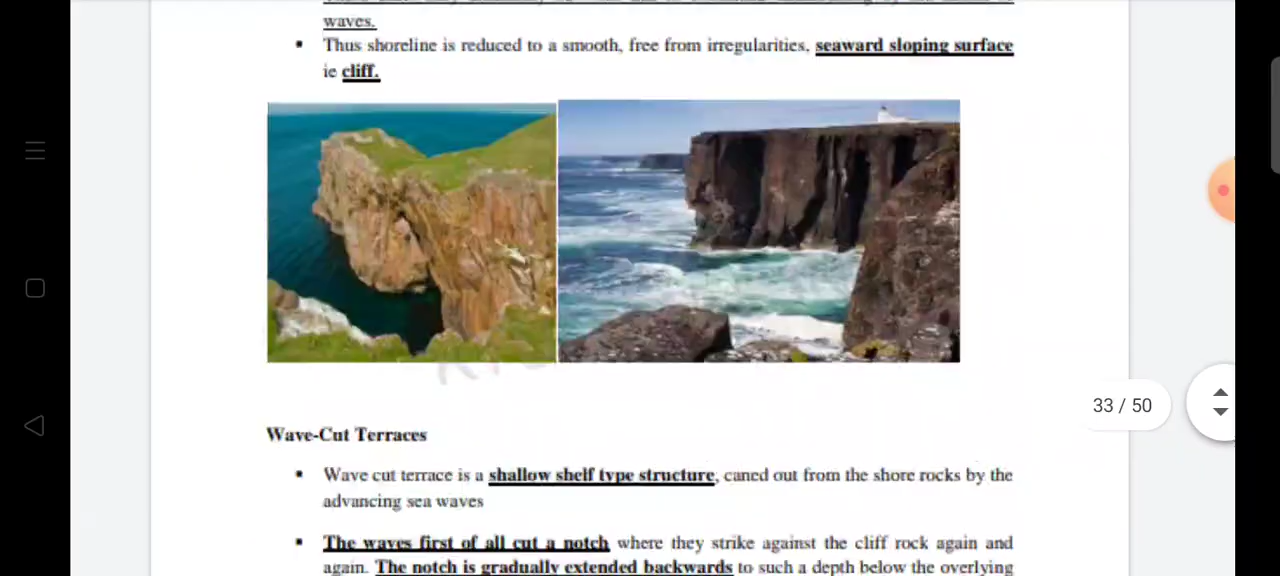 waves.
▪ Thus shoreline is reduced to a smooth, free from irregularities, seaward sloping surface
ie cliff.
33 / 50
Wave-Cut Terraces
▪ Wave cut terrace is a shallow shelf type structure, caned out from the shore rocks by the
advancing sea waves
▪ The waves first of all cut a notch where they strike against the cliff rock again and
again. The notch is gradually extended backwards to such a depth below the overlying